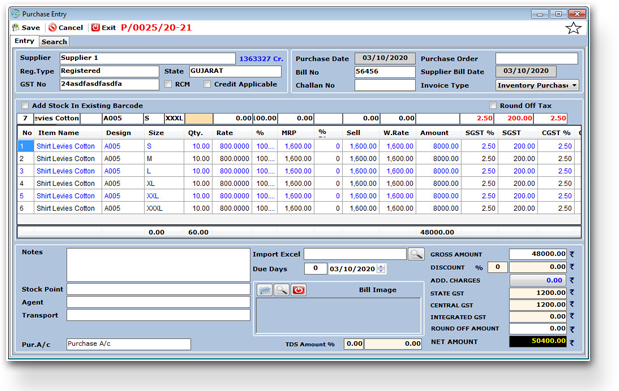 Purchase Entry
Save Cancel Exit P/0025/20-21
Entry Search
Supplier Supplier 1 1363327 Cr. Purchase Date 03/10/2020 Purchase Order
Reg.Type Registered State GUJARAT Bill No 56456 Supplier Bill Date 03/10/2020
GST No 24asdfasdfasdfa RCM Credit Applicable Challan No Invoice Type Inventory Purchas
Add Stock In Existing Barcode Round Off Tax
7 evies Cotton A005 S XXXL 0.00 00.00 0.00 0.00 0.00 2.50 200.00 2.50
No Item Name Design Size Qty. Rate % MRP % Sell W.Rate Amount SGST % SGST CGST %
1 Shirt Levies Cotton A005 S 10.00 800.0000 100.... 1,600.00 0 1,600.00 1,600.00 8000.00 2.50 200.00 2.50
2 Shirt Levies Cotton A005 M 10.00 800.0000 100.... 1,600.00 0 1,600.00 1,600.00 8000.00 2.50 200.00 2.50
3 Shirt Levies Cotton A005 L 10.00 800.0000 100.... 1,600.00 0 1,600.00 1,600.00 8000.00 2.50 200.00 2.50
4 Shirt Levies Cotton A005 XL 10.00 800.0000 100.... 1,600.00 0 1,600.00 1,600.00 8000.00 2.50 200.00 2.50
5 Shirt Levies Cotton A005 XXL 10.00 800.0000 100.... 1,600.00 0 1,600.00 1,600.00 8000.00 2.50 200.00 2.50
6 Shirt Levies Cotton A005 XXXL 10.00 800.0000 100.... 1,600.00 0 1,600.00 1,600.00 8000.00 2.50 200.00 2.50
0.00 60.00 48000.00
Notes Import Excel GROSS AMOUNT 48000.00 ₹
Due Days 0 03/10/2020 DISCOUNT % 0 0.00 ₹
ADD. CHARGES 0.00 ₹
Stock Point Bill Image STATE GST 1200.00 ₹
Agent CENTRAL GST 1200.00 ₹
Transport INTEGRATED GST 0.00 ₹
ROUND OFF AMOUNT 0.00 ₹
Pur.A/c Purchase A/c TDS Amount % 0.00 0.00 NET AMOUNT 50400.00 ₹